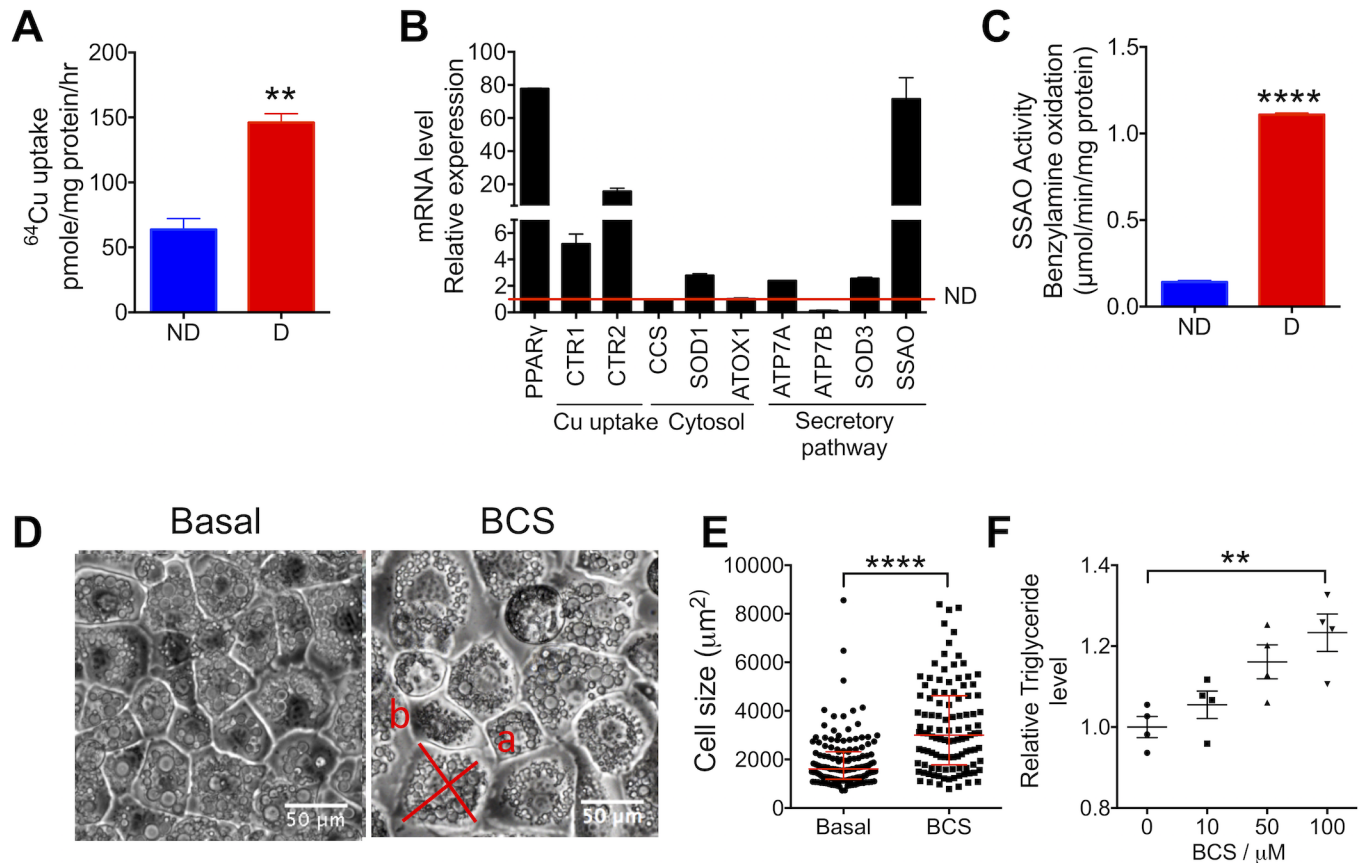 A
200
150
100
50
0
⁶⁴Cu uptake
pmole/mg protein/hr
**
ND
D
B
100
80
60
40
20
6
4
2
0
mRNA level
Relative experession
ND
PPARγ
CTR1
CTR2
CCS
SOD1
ATOX1
ATP7A
ATP7B
SOD3
SSAO
Cu uptake
Cytosol
Secretory
pathway
C
1.5
1.0
0.5
0.0
SSAO Activity
Benzylamine oxidation
(μmol/min/mg protein)
****
ND
D
D
Basal
BCS
50 μm
b
a
50 μm
E
10000
8000
6000
4000
2000
0
Cell size (μm²)
****
Basal
BCS
F
1.4
1.2
1.0
0.8
Relative Triglyceride
level
**
0
10
50
100
BCS / μM